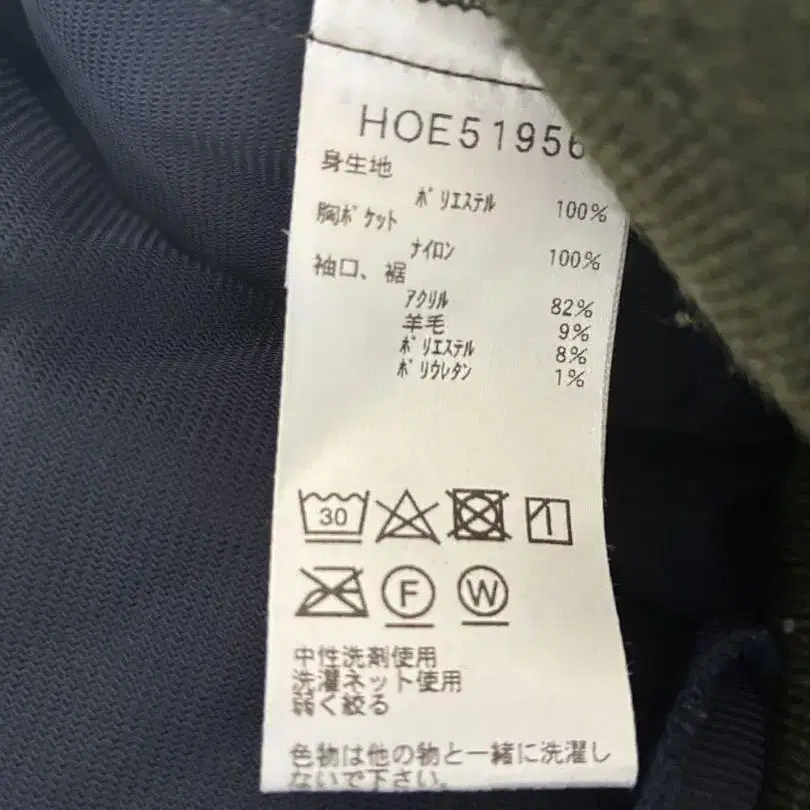 HOE51956
身生地
ポリエステル 100%
胸ポケット
ナイロン 100%
袖口、裾
アクリル 82%
羊毛 9%
ポリエステル 8%
ポリウレタン 1%
30
F W
中性洗剤使用
洗濯ネット使用
弱く絞る
色物は他の物と一緒に洗濯し
ないで下さい。